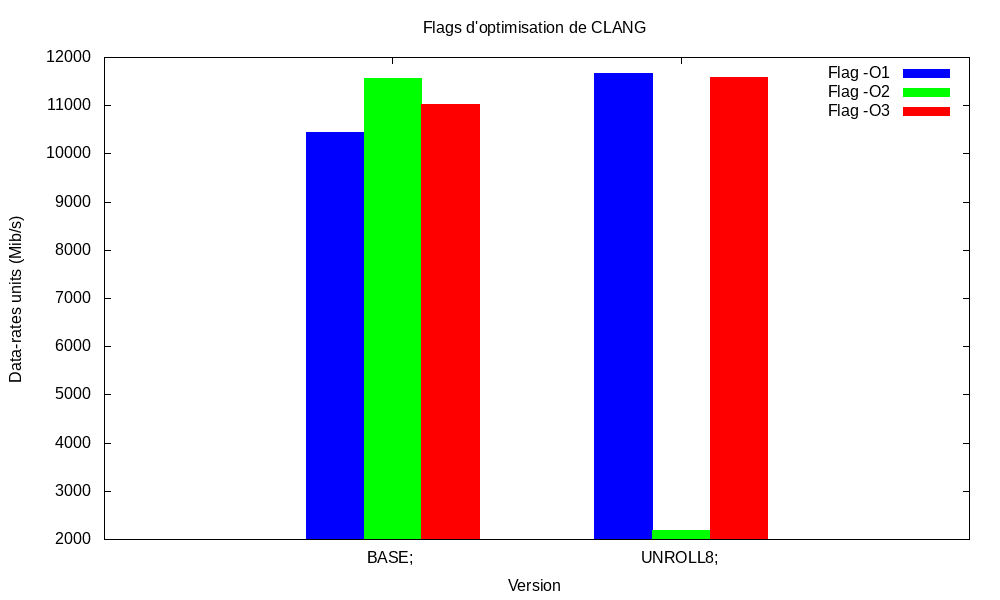 Flags d'optimisation de CLANG
12000
11000
10000
9000
8000
7000
6000
5000
4000
3000
2000
Data-rates units (Mib/s)
Flag -O1
Flag -O2
Flag -O3
BASE;
UNROLL8;
Version